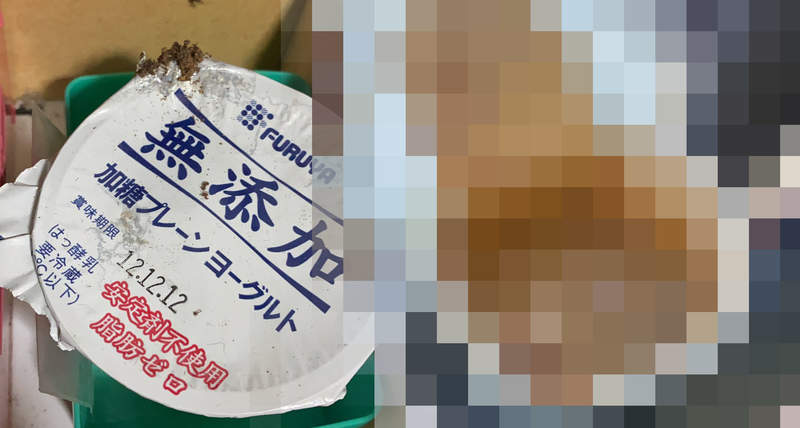 FURUYA
無添加
加糖プレーンヨーグルト
賞味期限
はっ酵乳
要冷蔵
℃以下)
12.12.12
安定剤不使用
脂肪ゼロ